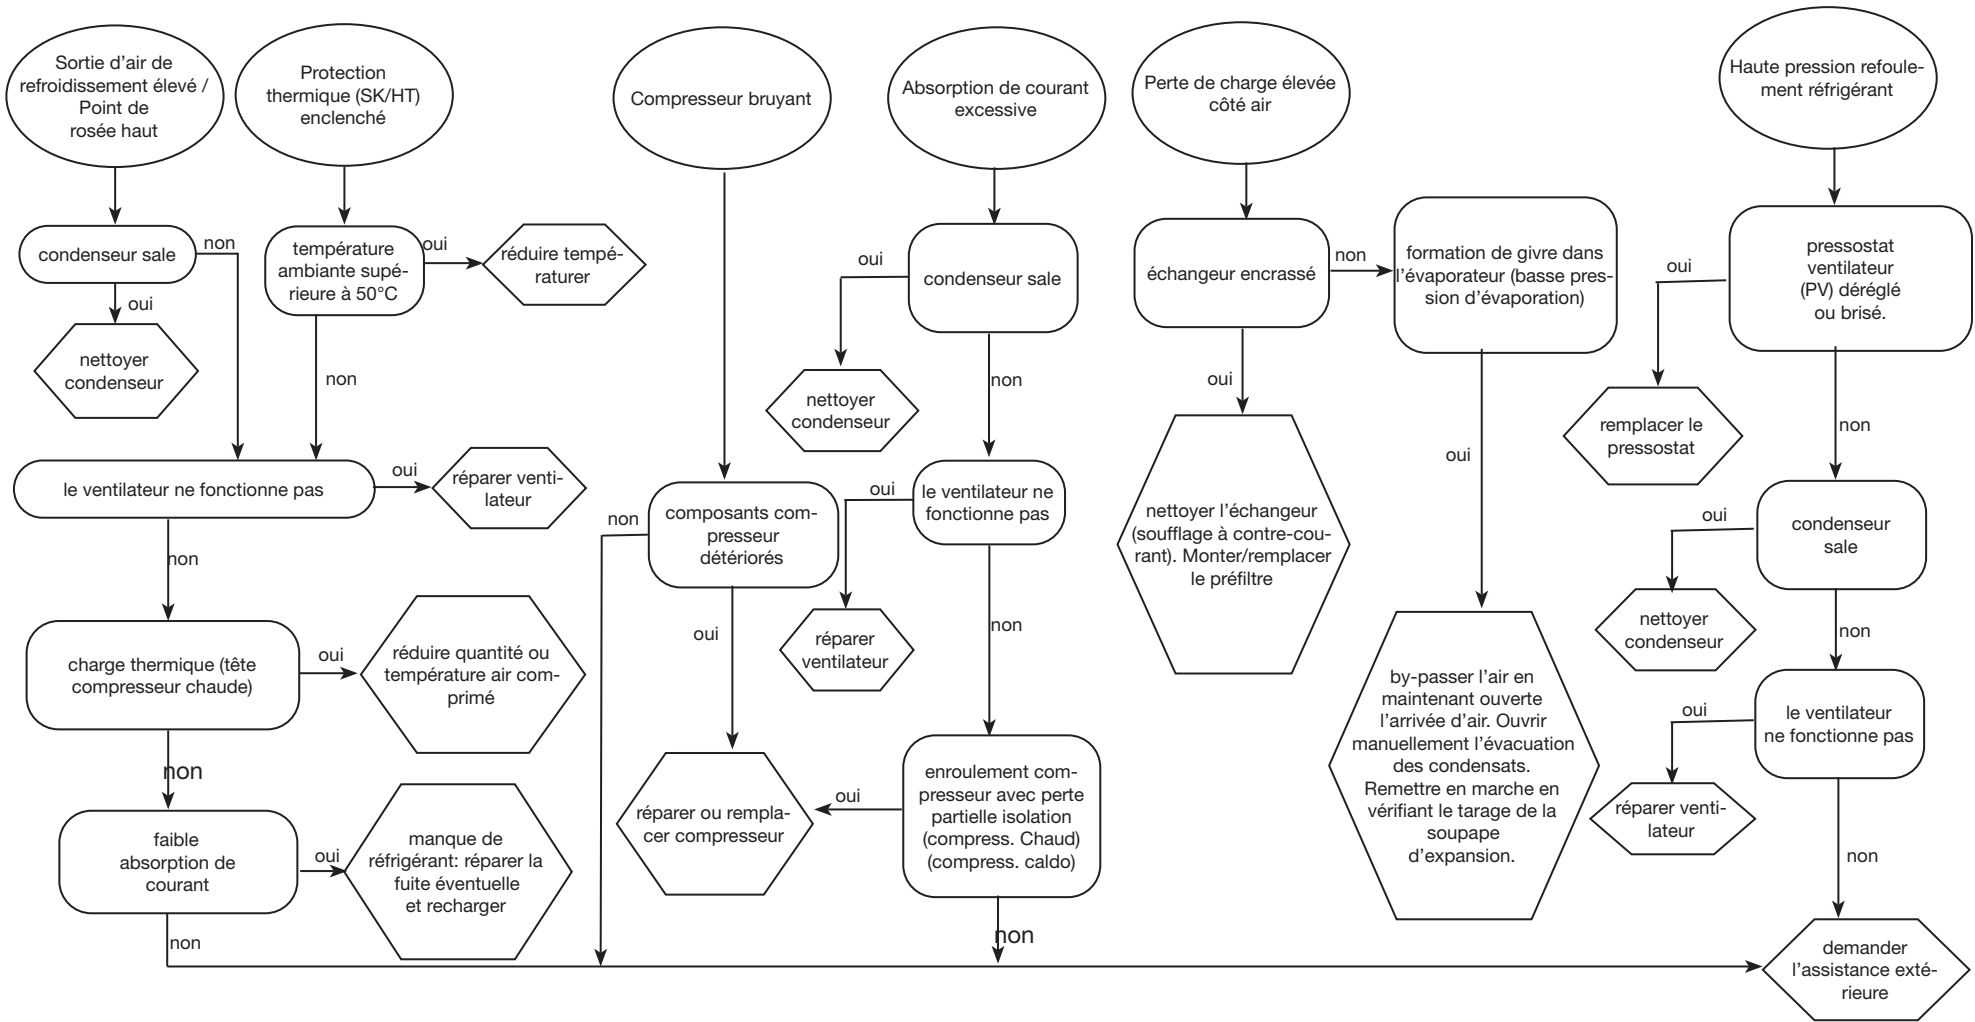 Sortie d'air de
refroidissement élevé /
Point de
rosée haut
Protection
thermique (SK/HT)
enclenché
Compresseur bruyant
Absorption de courant
excessive
Perte de charge élevée
côté air
Haute pression refoule-
ment réfrigérant
condenseur sale
non
oui
nettoyer
condenseur
température
ambiante supé-
rieure à 50°C
oui
réduire tempé-
raturer
non
le ventilateur ne fonctionne pas
oui
réparer venti-
lateur
non
charge thermique (tête
compresseur chaude)
oui
réduire quantité ou
température air com-
primé
non
faible
absorption de
courant
oui
manque de
réfrigérant: réparer la
fuite éventuelle
et recharger
non
composants com-
presseur
détériorés
non
oui
réparer ou rempla-
cer compresseur
condenseur sale
oui
nettoyer
condenseur
non
le ventilateur ne
fonctionne pas
oui
réparer
ventilateur
non
enroulement com-
presseur avec perte
partielle isolation
(compress. Chaud)
(compress. caldo)
oui
non
échangeur encrassé
non
oui
nettoyer l'échangeur
(soufflage à contre-cou-
rant). Monter/remplacer
le préfiltre
formation de givre dans
l'évaporateur (basse pres-
sion d'évaporation)
oui
by-passer l'air en
maintenant ouverte
l'arrivée d'air. Ouvrir
manuellement l'évacuation
des condensats.
Remettre en marche en
vérifiant le tarage de la
soupape
d'expansion.
pressostat
ventilateur
(PV) déréglé
ou brisé.
oui
remplacer le
pressostat
non
condenseur
sale
oui
nettoyer
condenseur
non
le ventilateur
ne fonctionne pas
oui
réparer venti-
lateur
non
demander
l'assistance exté-
rieure